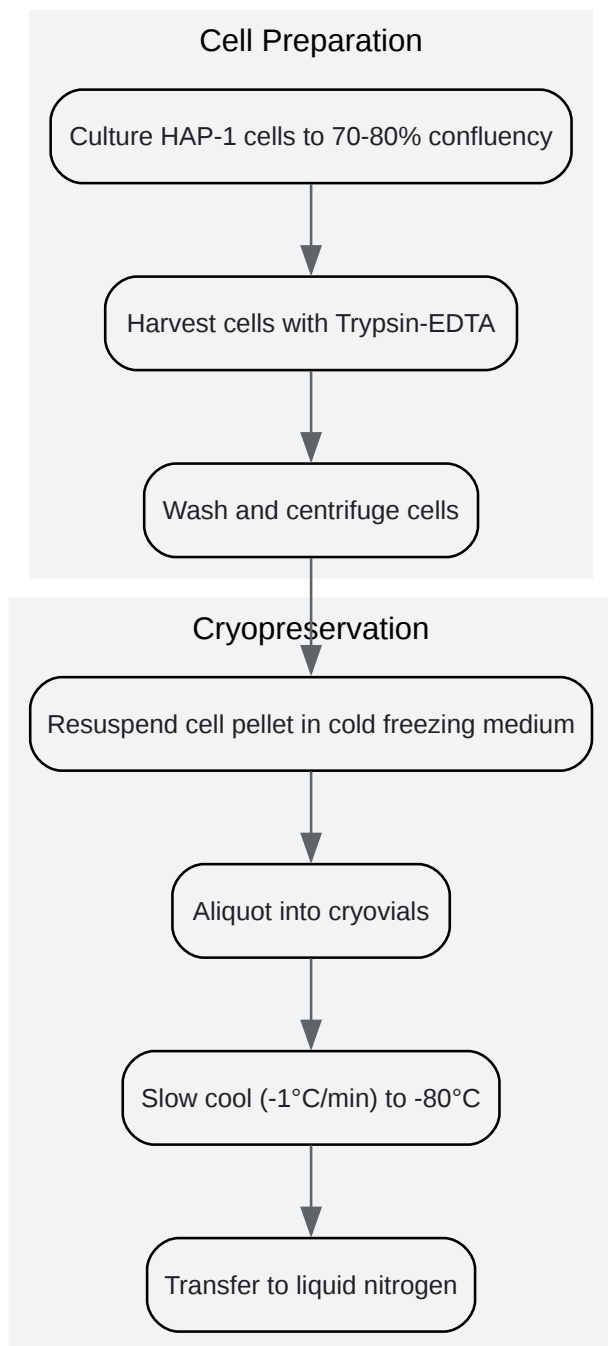 Cell Preparation
Culture HAP-1 cells to 70-80% confluency
Harvest cells with Trypsin-EDTA
Wash and centrifuge cells
Cryopreservation
Resuspend cell pellet in cold freezing medium
Aliquot into cryovials
Slow cool (-1°C/min) to -80°C
Transfer to liquid nitrogen